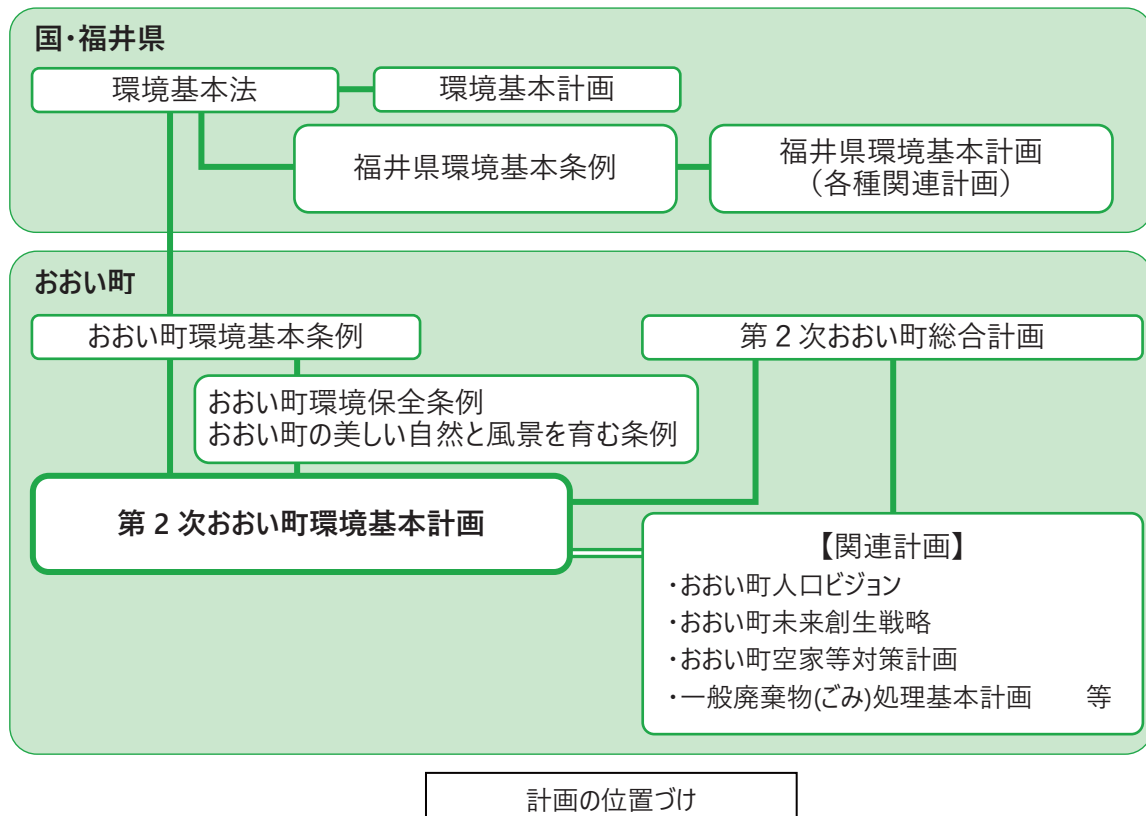 国・福井県
環境基本法
環境基本計画
福井県環境基本条例
福井県環境基本計画
（各種関連計画）
おおい町
おおい町環境基本条例
第２次おおい町総合計画
おおい町環境保全条例
おおい町の美しい自然と風景を育む条例
第 2 次おおい町環境基本計画
【関連計画】
・おおい町人口ビジョン
・おおい町未来創生戦略
・おおい町空家等対策計画
・一般廃棄物(ごみ)処理基本計画　　等
計画の位置づけ